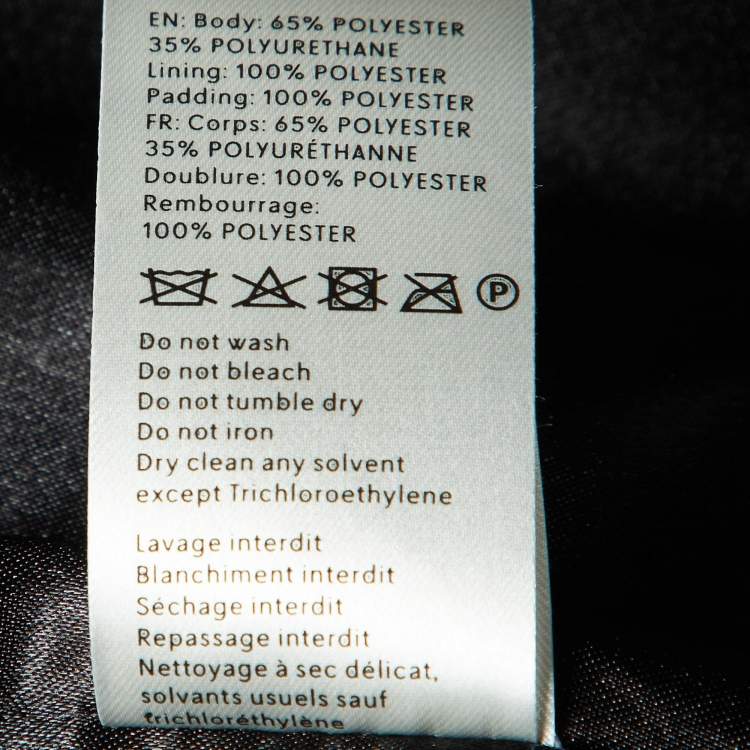 EN: Body: 65% POLYESTER
35% POLYURETHANE
Lining: 100% POLYESTER
Padding: 100% POLYESTER
FR: Corps: 65% POLYESTER
35% POLYURÉTHANNE
Doublure: 100% POLYESTER
Rembourrage:
100% POLYESTER
P
Do not wash
Do not bleach
Do not tumble dry
Do not iron
Dry clean any solvent
except Trichloroethylene
Lavage interdit
Blanchiment interdit
Séchage interdit
Repassage interdit
Nettoyage à sec délicat,
solvants usuels sauf
trichloréthylène